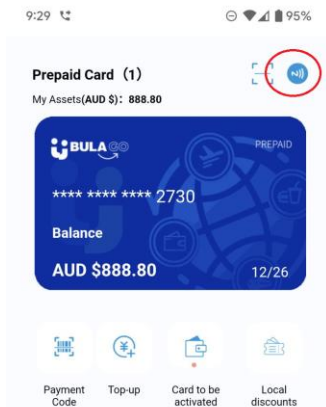 9:29 95%
Prepaid Card (1)
My Assets(AUD $): 888.80
BULA GO PREPAID
**** **** **** 2730
Balance
AUD $888.80 12/26
Payment Code
Top-up
Card to be activated
Local discounts